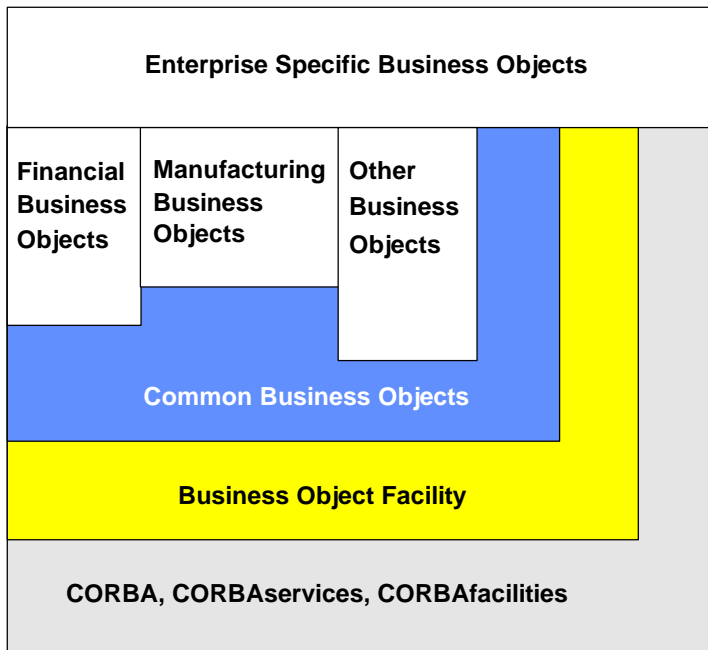 Enterprise Specific Business Objects
Financial
Business
Objects
Manufacturing
Business
Objects
Other
Business
Objects
Common Business Objects
Business Object Facility
CORBA, CORBAservices, CORBAfacilities